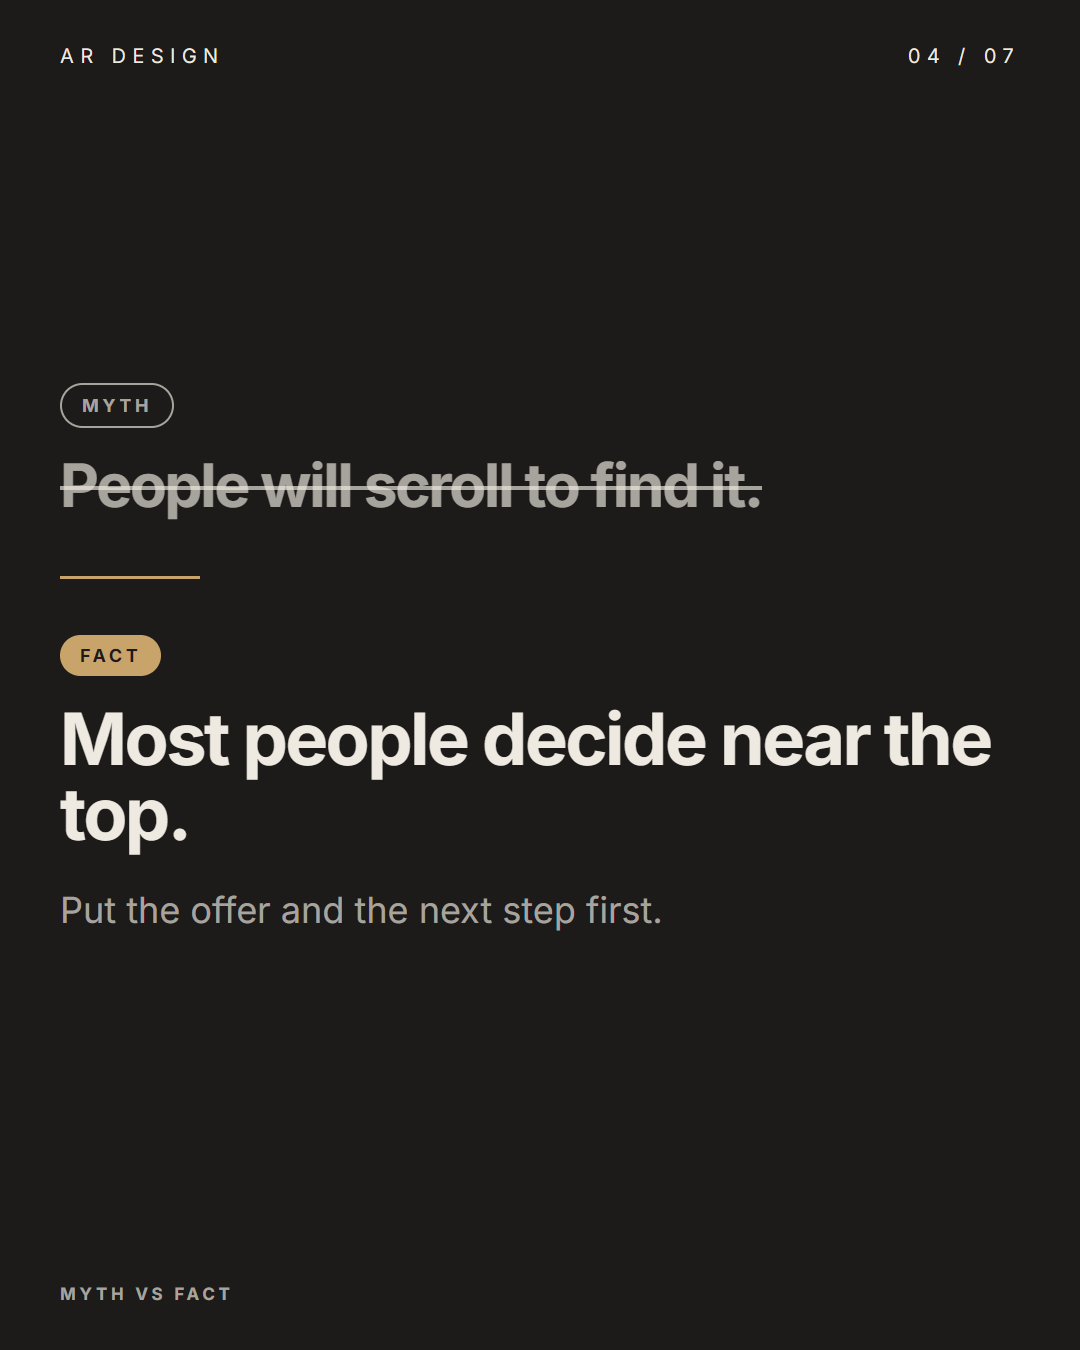 AR DESIGN
04 / 07
MYTH
People will scroll to find it.
FACT
Most people decide near the
top.
Put the offer and the next step first.
MYTH VS FACT